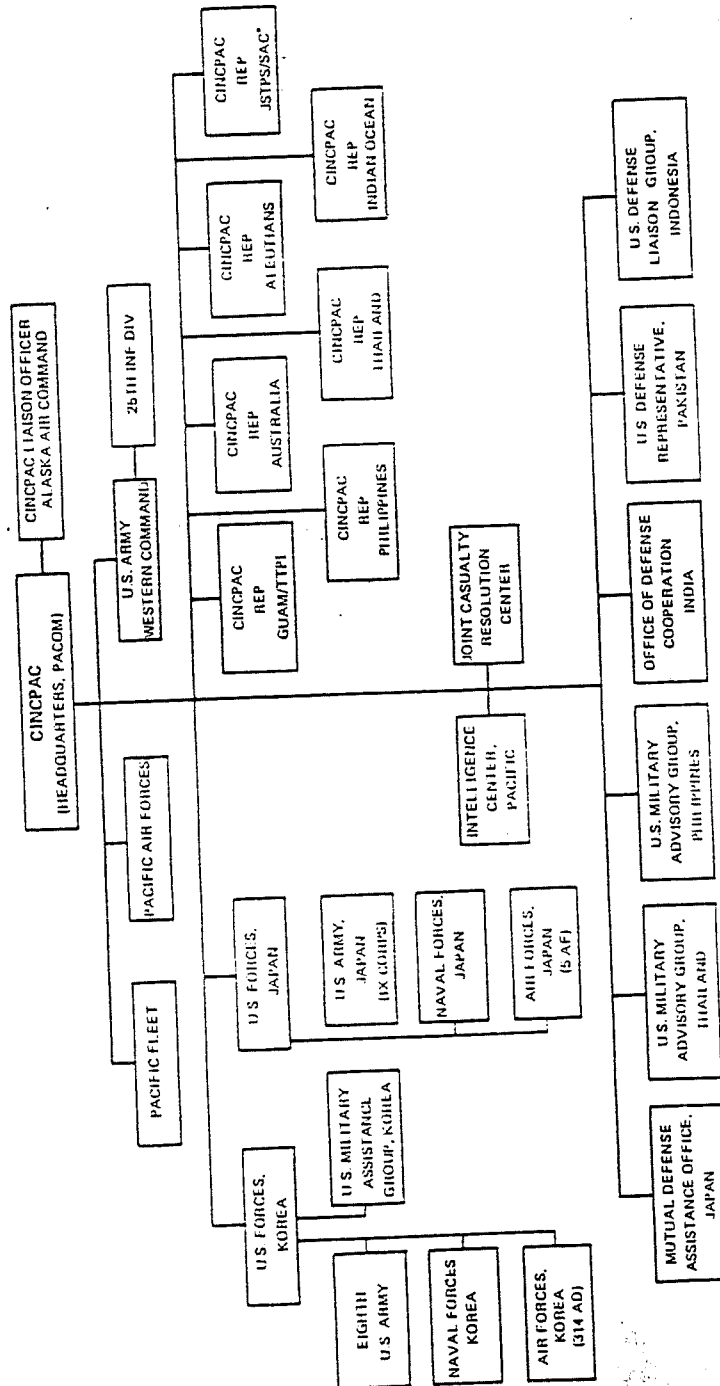 CINCPAC
(HEADQUARTERS, PACOM)
CINCPAC LIAISON OFFICER
ALASKA AIR COMMAND
PACIFIC FLEET
PACIFIC AIR FORCES
U.S. ARMY
WESTERN COMMAND
25TH INF DIV
U.S. FORCES,
KOREA
U.S. FORCES,
JAPAN
CINCPAC
REP
GUAM/TTPI
CINCPAC
REP
AUSTRALIA
CINCPAC
REP
ALEUTIANS
CINCPAC
REP
JSTPS/SAC*
CINCPAC
REP
PHILIPPINES
CINCPAC
REP
THAILAND
CINCPAC
REP
INDIAN OCEAN
EIGHTH
U.S. ARMY
U.S. MILITARY
ASSISTANCE
GROUP, KOREA
NAVAL FORCES
KOREA
AIR FORCES,
KOREA
(314 AD)
U.S. ARMY,
JAPAN
(IX CORPS)
NAVAL FORCES,
JAPAN
AIR FORCES,
JAPAN
(5 AF)
INTELLIGENCE
CENTER,
PACIFIC
JOINT CASUALTY
RESOLUTION
CENTER
MUTUAL DEFENSE
ASSISTANCE OFFICE,
JAPAN
U.S. MILITARY
ADVISORY GROUP,
THAILAND
U.S. MILITARY
ADVISORY GROUP,
PHILIPPINES
OFFICE OF DEFENSE
COOPERATION
INDIA
U.S. DEFENSE
REPRESENTATIVE,
PAKISTAN
U.S. DEFENSE
LIAISON GROUP,
INDONESIA